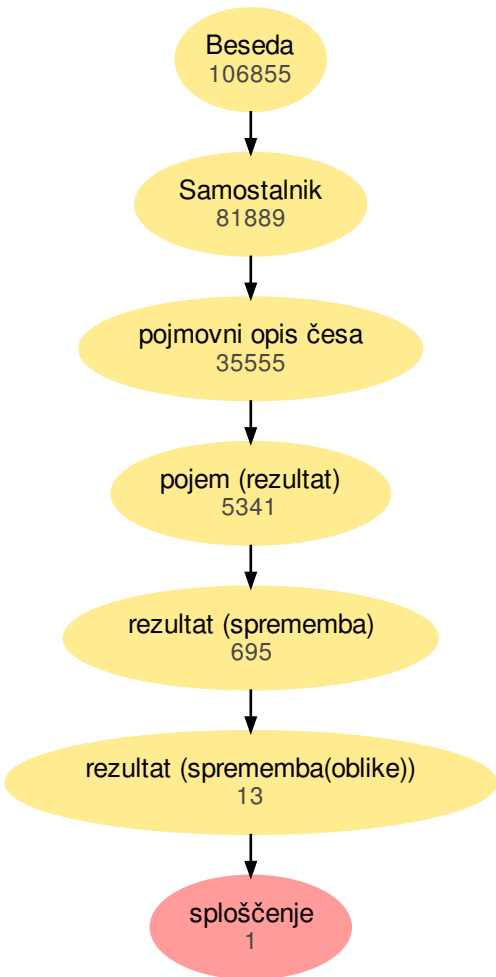 Beseda
106855
Samostalnik
81889
pojmovni opis česa
35555
pojem (rezultat)
5341
rezultat (sprememba)
695
rezultat (sprememba(oblike))
13
sploščenje
1